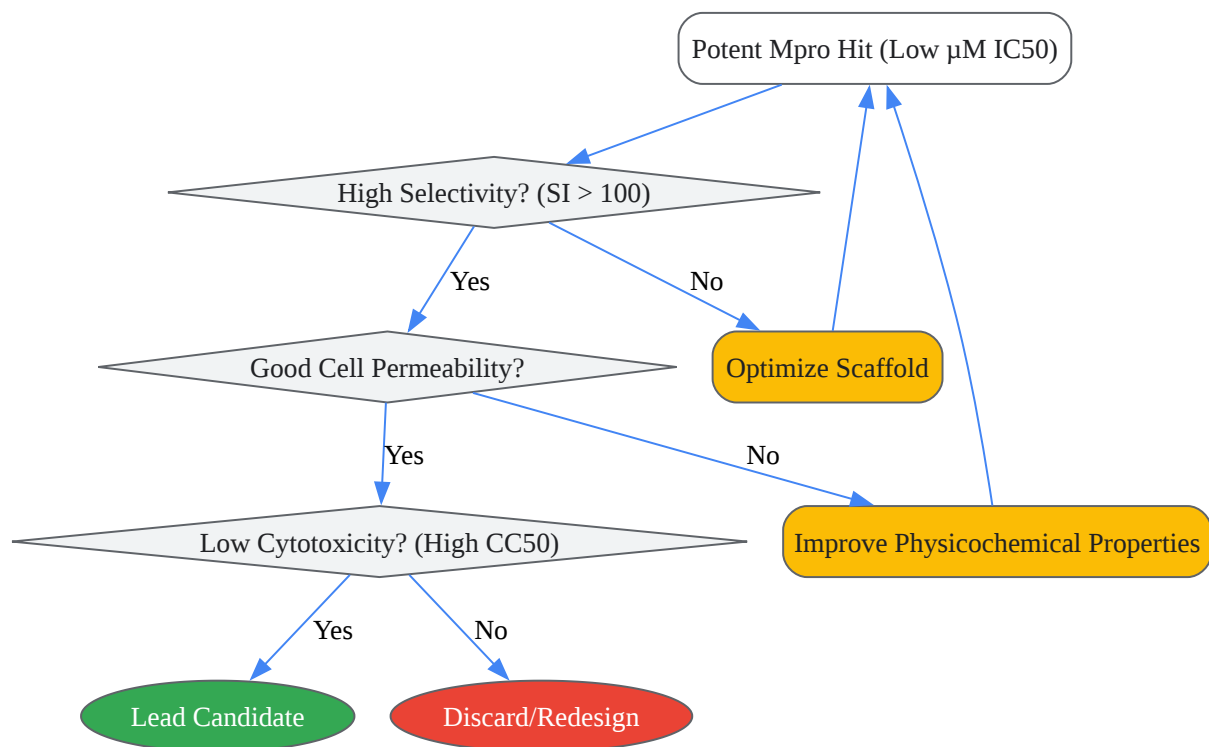 Potent Mpro Hit (Low µM IC50)
High Selectivity? (SI > 100)
Yes
No
Good Cell Permeability?
Optimize Scaffold
Yes
No
Low Cytotoxicity? (High CC50)
Improve Physicochemical Properties
Yes
No
Lead Candidate
Discard/Redesign